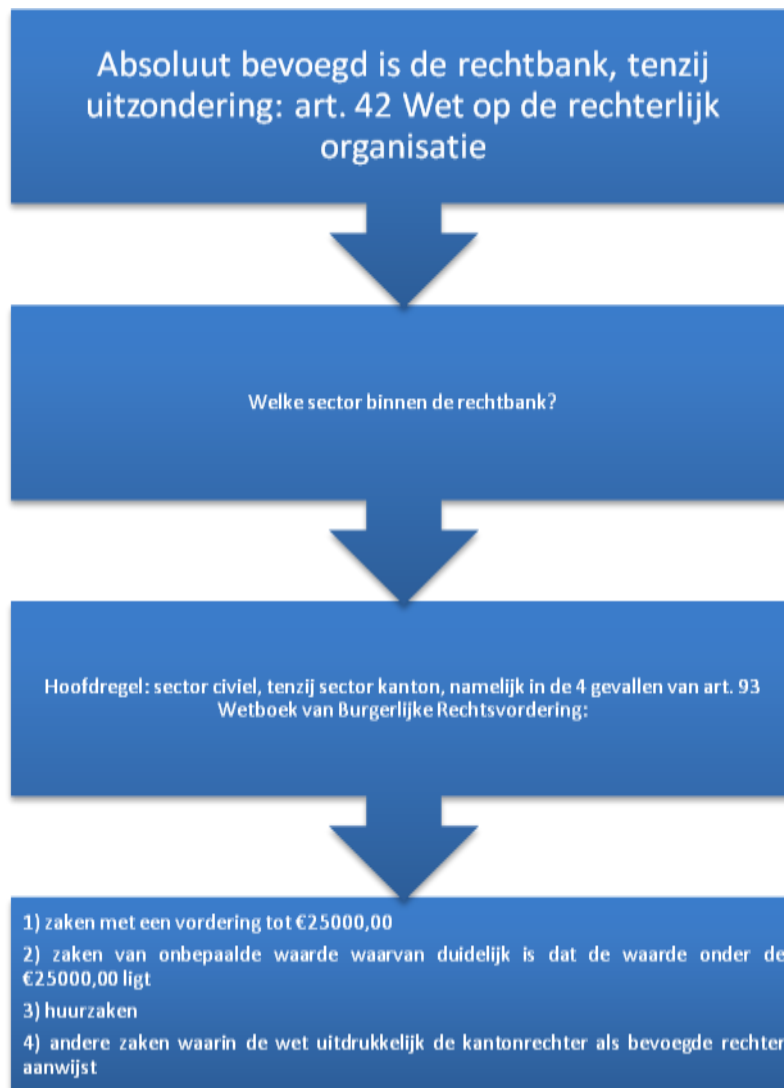 Absoluut bevoegd is de rechtbank, tenzij
uitzondering: art. 42 Wet op de rechterlijk
organisatie
Welke sector binnen de rechtbank?
Hoofdregel: sector civiel, tenzij sector kanton, namelijk in de 4 gevallen van art. 93
Wetboek van Burgerlijke Rechtsvordering:
1) zaken met een vordering tot €25000,00
2) zaken van onbepaalde waarde waarvan duidelijk is dat de waarde onder de
€25000,00 ligt
3) huurzaken
4) andere zaken waarin de wet uitdrukkelijk de kantonrechter als bevoegde rechter
aanwijst